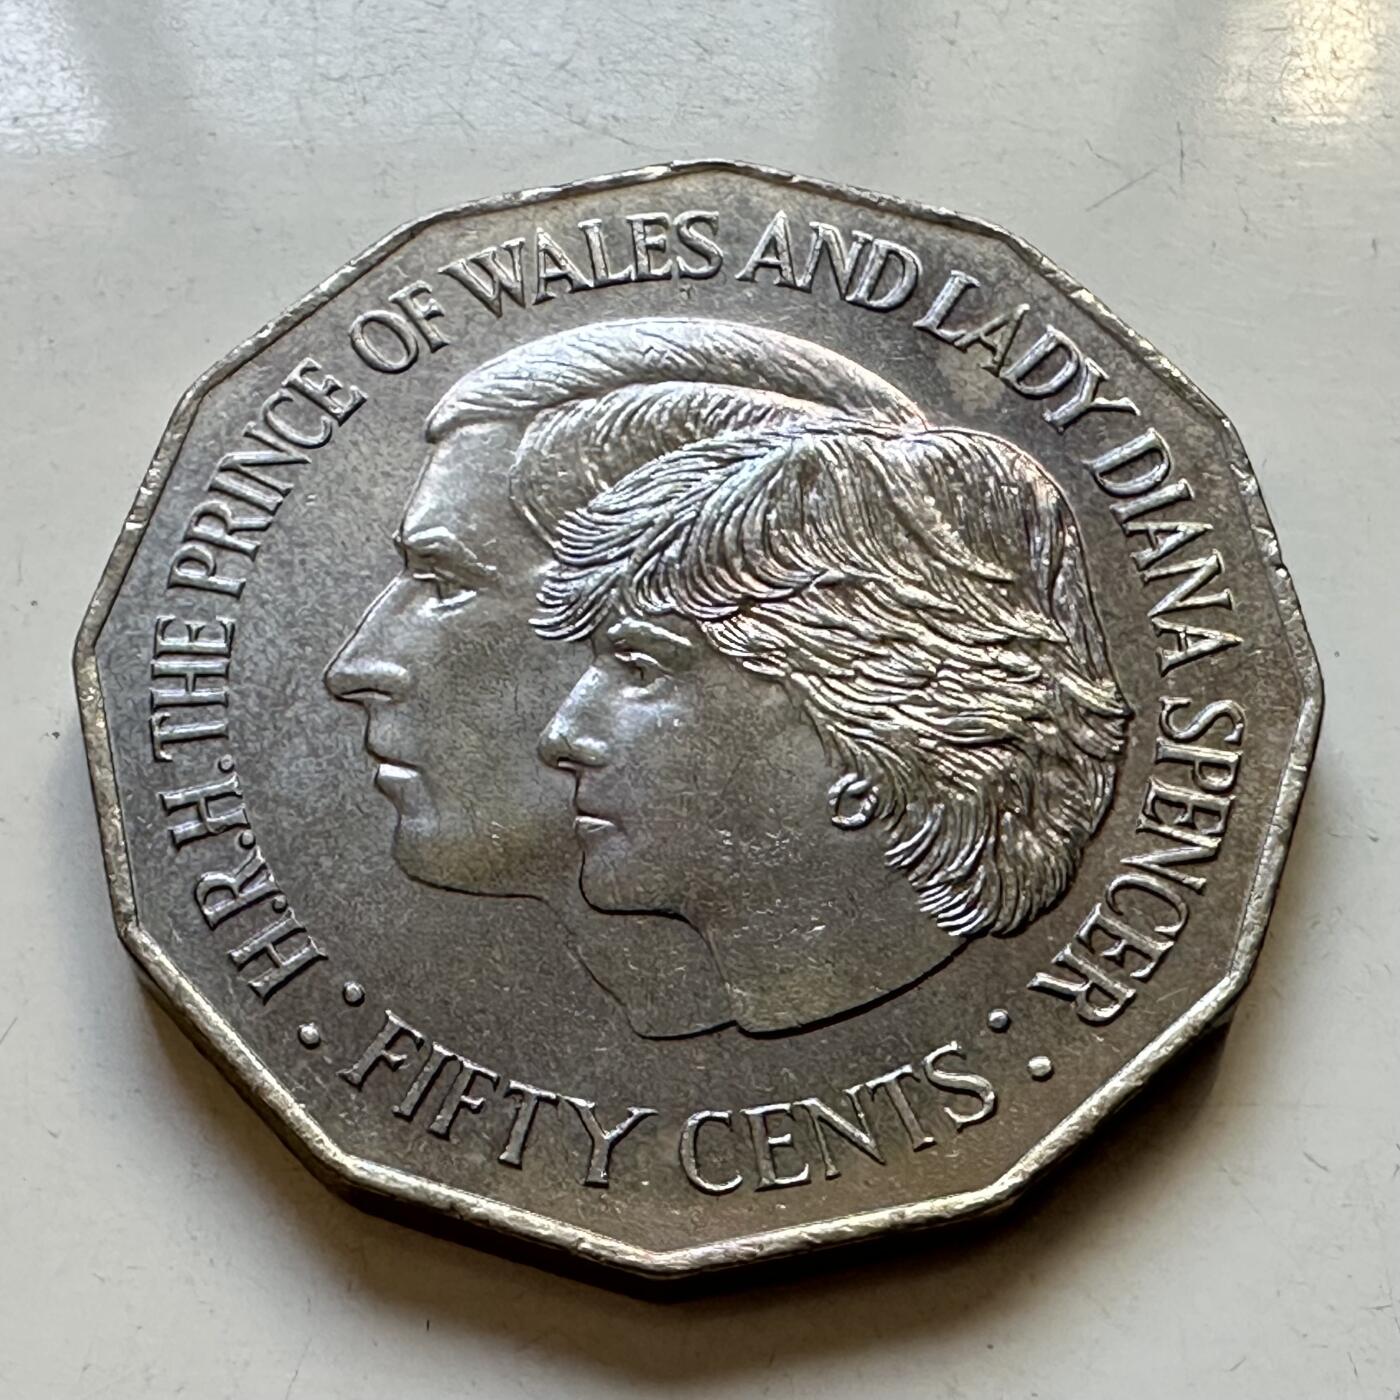 H.R.H. THE PRINCE OF WALES AND LADY DIANA SPENCER
FIFTY CENTS